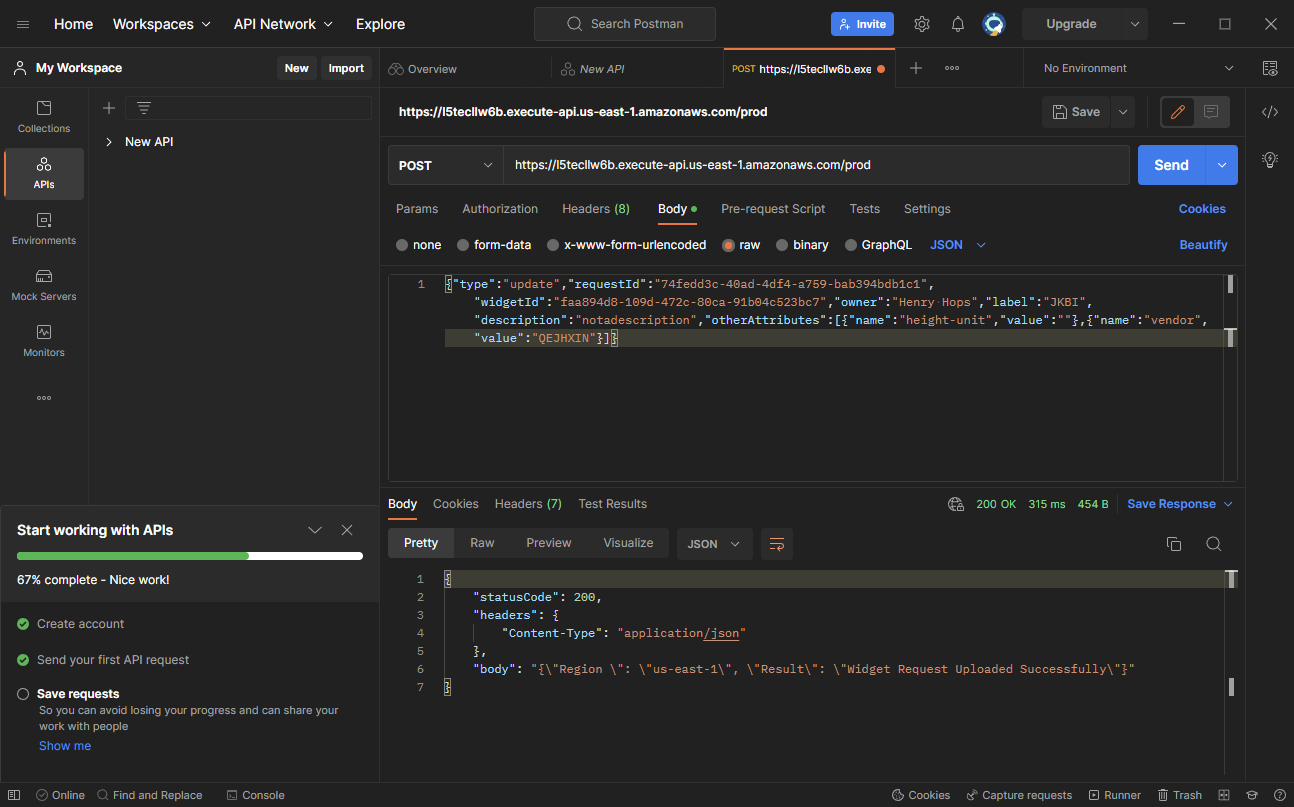 Home Workspaces API Network Explore Search Postman Invite Upgrade
My Workspace New Import Overview New API POST https://l5tecllw6b.exe No Environment
Collections
APIs
Environments
Mock Servers
Monitors
New API
https://l5tecllw6b.execute-api.us-east-1.amazonaws.com/prod Save
POST https://l5tecllw6b.execute-api.us-east-1.amazonaws.com/prod Send
Params Authorization Headers (8) Body Pre-request Script Tests Settings Cookies
none form-data x-www-form-urlencoded raw binary GraphQL JSON Beautify
1 {"type":"update","requestId":"74fedd3c-40ad-4df4-a759-bab394bdb1c1",
"widgetId":"faa894d8-109d-472c-80ca-91b04c523bc7","owner":"Henry Hops","label":"JKBI",
"description":"notadescription","otherAttributes":[{"name":"height-unit","value":""},{"name":"vendor",
"value":"QEJHXIN"}]}
Body Cookies Headers (7) Test Results 200 OK 315 ms 454 B Save Response
Pretty Raw Preview Visualize JSON
1 {
2 "statusCode": 200,
3 "headers": {
4 "Content-Type": "application/json"
5 },
6 "body": "{\"Region \": \"us-east-1\", \"Result\": \"Widget Request Uploaded Successfully\"}"
7 }
Start working with APIs
67% complete - Nice work!
Create account
Send your first API request
Save requests
So you can avoid losing your progress and can share your
work with people
Show me
Online Find and Replace Console Cookies Capture requests Runner Trash